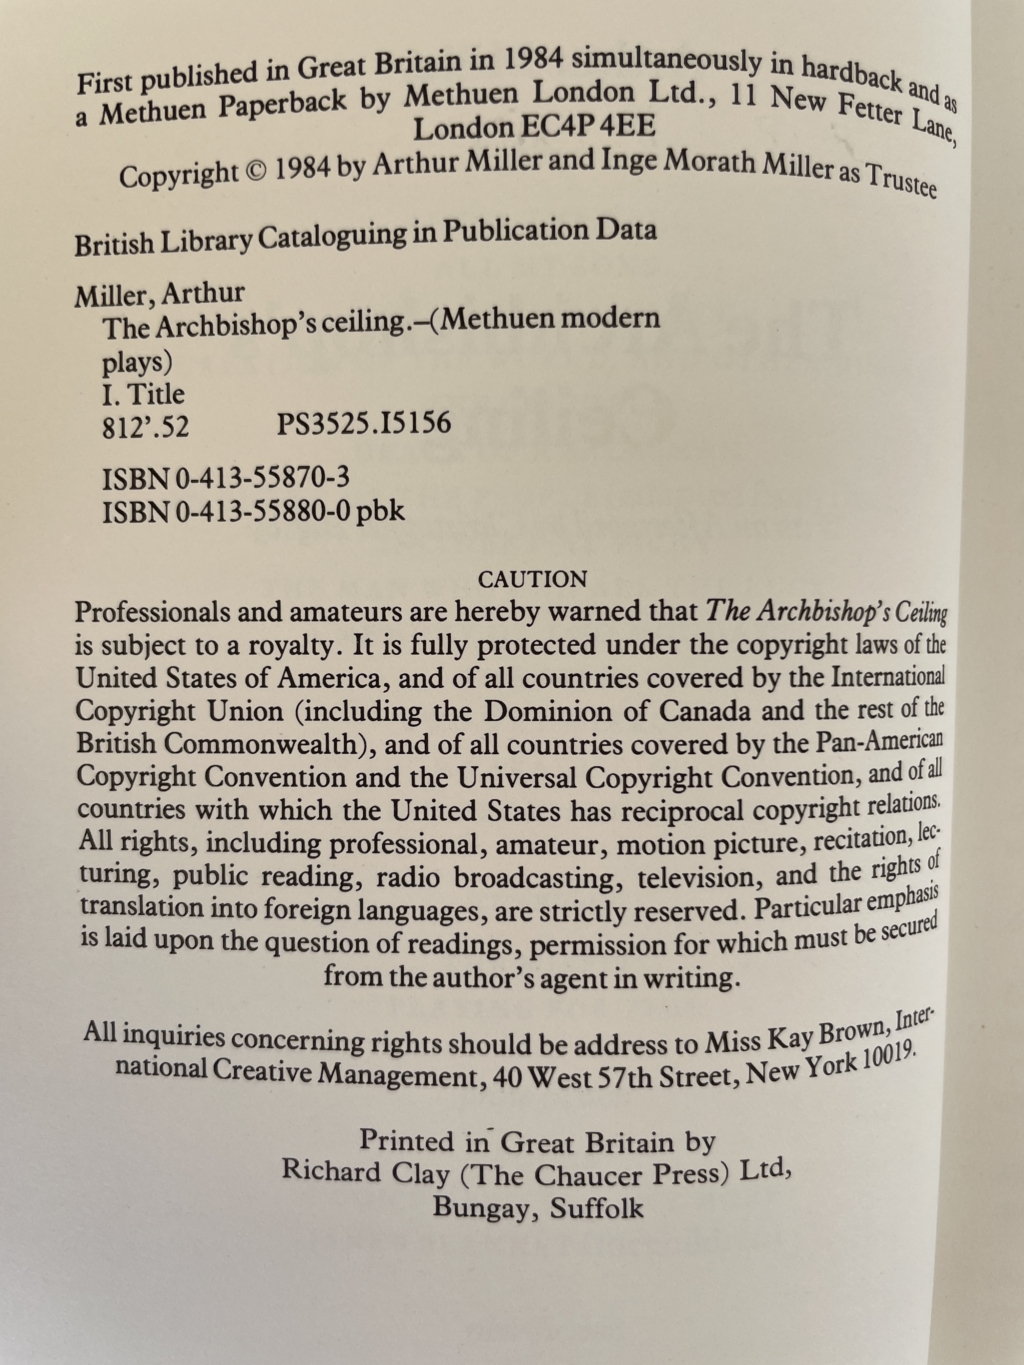 First published in Great Britain in 1984 simultaneously in hardback and as
a Methuen Paperback by Methuen London Ltd., 11 New Fetter Lane,
London EC4P 4EE
Copyright © 1984 by Arthur Miller and Inge Morath Miller as Trustee
British Library Cataloguing in Publication Data
Miller, Arthur
The Archbishop's ceiling.–(Methuen modern
plays)
I. Title
812'.52 PS3525.I5156
ISBN 0-413-55870-3
ISBN 0-413-55880-0 pbk
CAUTION
Professionals and amateurs are hereby warned that The Archbishop's Ceiling
is subject to a royalty. It is fully protected under the copyright laws of the
United States of America, and of all countries covered by the International
Copyright Union (including the Dominion of Canada and the rest of the
British Commonwealth), and of all countries covered by the Pan-American
Copyright Convention and the Universal Copyright Convention, and of all
countries with which the United States has reciprocal copyright relations.
All rights, including professional, amateur, motion picture, recitation, lec-
turing, public reading, radio broadcasting, television, and the rights of
translation into foreign languages, are strictly reserved. Particular emphasis
is laid upon the question of readings, permission for which must be secured
from the author's agent in writing.
All inquiries concerning rights should be address to Miss Kay Brown, Inter-
national Creative Management, 40 West 57th Street, New York 10019.
Printed in Great Britain by
Richard Clay (The Chaucer Press) Ltd,
Bungay, Suffolk